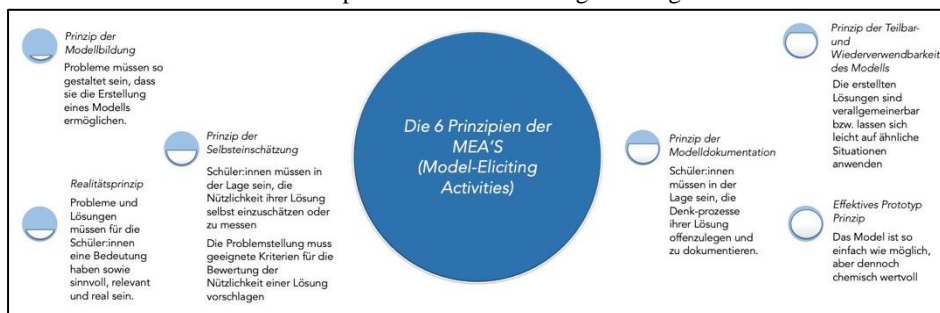 Prinzip der
Modellbildung
Probleme müssen so
gestaltet sein, dass
sie die Erstellung
eines Modells
ermöglichen.
Realitätsprinzip
Probleme und
Lösungen
müssen für die
Schüler:innen
eine Bedeutung
haben sowie
sinnvoll, relevant
und real sein.
Prinzip der
Selbsteinschätzung
Schüler:innen müssen in
der Lage sein, die
Nützlichkeit ihrer Lösung
selbst einzuschätzen oder
zu messen
Die Problemstellung muss
geeignete Kriterien für die
Bewertung der
Nützlichkeit einer Lösung
vorschlagen
Die 6 Prinzipien der
MEA'S
(Model-Eliciting
Activities)
Prinzip der
Modelldokumentation
Schüler:innen
müssen in der
Lage sein, die
Denk-prozesse
ihrer Lösung
offenzulegen und
zu dokumentieren.
Prinzip der Teilbar-
und
Wiederverwendbarkeit
des Modells
Die erstellten
Lösungen sind
verallgemeinerbar
bzw. lassen sich
leicht auf ähnliche
Situationen
anwenden
Effektives Prototyp
Prinzip
Das Model ist so
einfach wie möglich,
aber dennoch
chemisch wertvoll